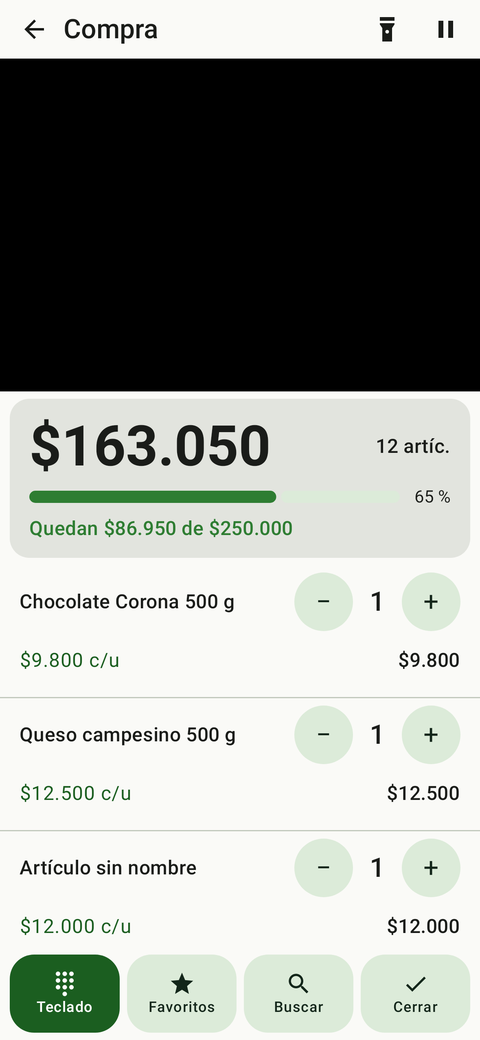 Compra
$163.050
12 artíc.
65 %
Quedan $86.950 de $250.000
Chocolate Corona 500 g
− 1 +
$9.800 c/u
$9.800
Queso campesino 500 g
− 1 +
$12.500 c/u
$12.500
Artículo sin nombre
− 1 +
$12.000 c/u
$12.000
Teclado
Favoritos
Buscar
Cerrar